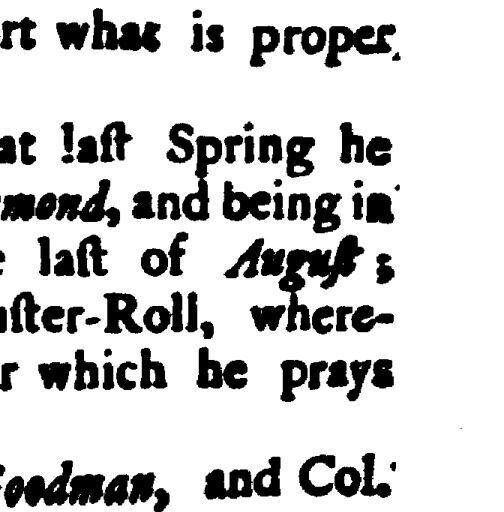 rt what is proper.
at laſt Spring he
mond, and being in
laſt of Auguſt;
ſter-Roll, where-
r which he prays
oodman, and Col.